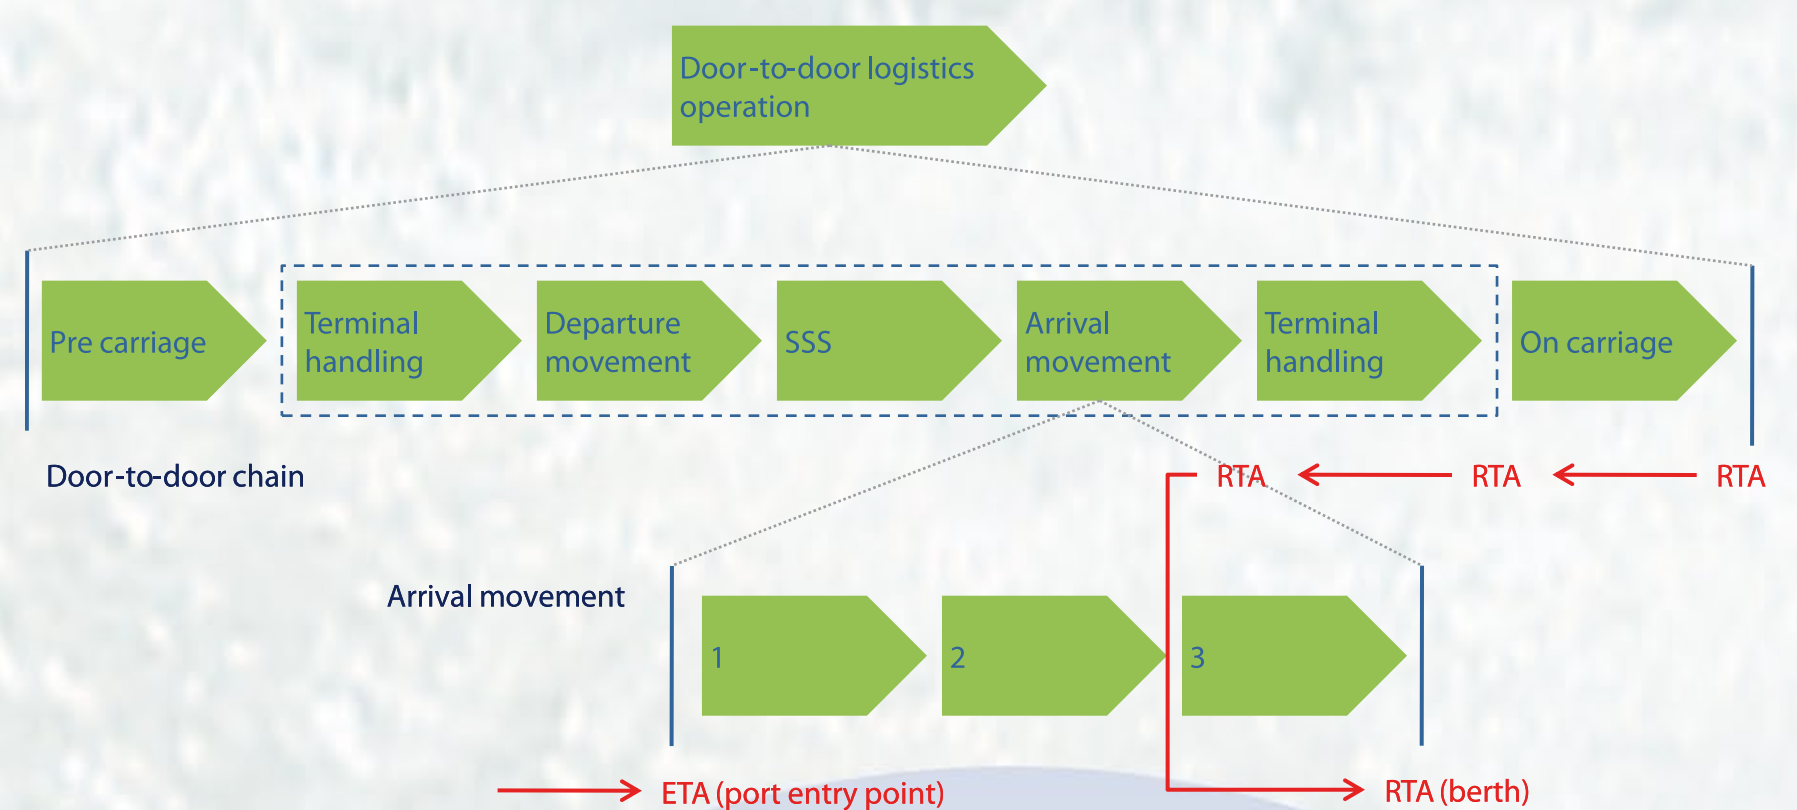 Door-to-door logistics
operation
Pre carriage
Terminal
handling
Departure
movement
SSS
Arrival
movement
Terminal
handling
On carriage
Door-to-door chain
RTA
RTA
RTA
Arrival movement
1
2
3
ETA (port entry point)
RTA (berth)